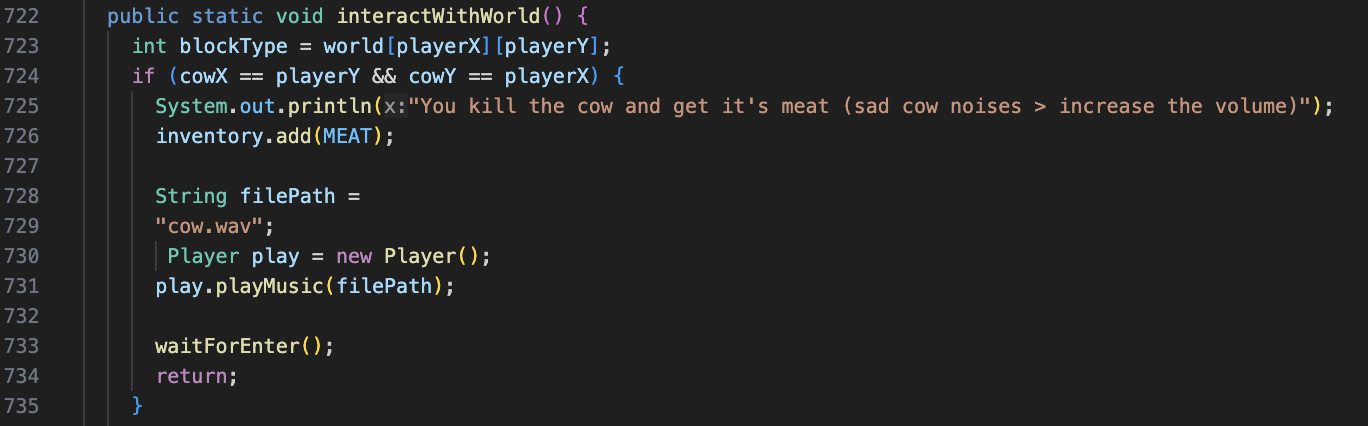 722 public static void interactWithWorld() {
723 int blockType = world[playerX][playerY];
724 if (cowX == playerY && cowY == playerX) {
725 System.out.println(x:"You kill the cow and get it's meat (sad cow noises > increase the volume)");
726 inventory.add(MEAT);
727
728 String filePath =
729 "cow.wav";
730 Player play = new Player();
731 play.playMusic(filePath);
732
733 waitForEnter();
734 return;
735 }